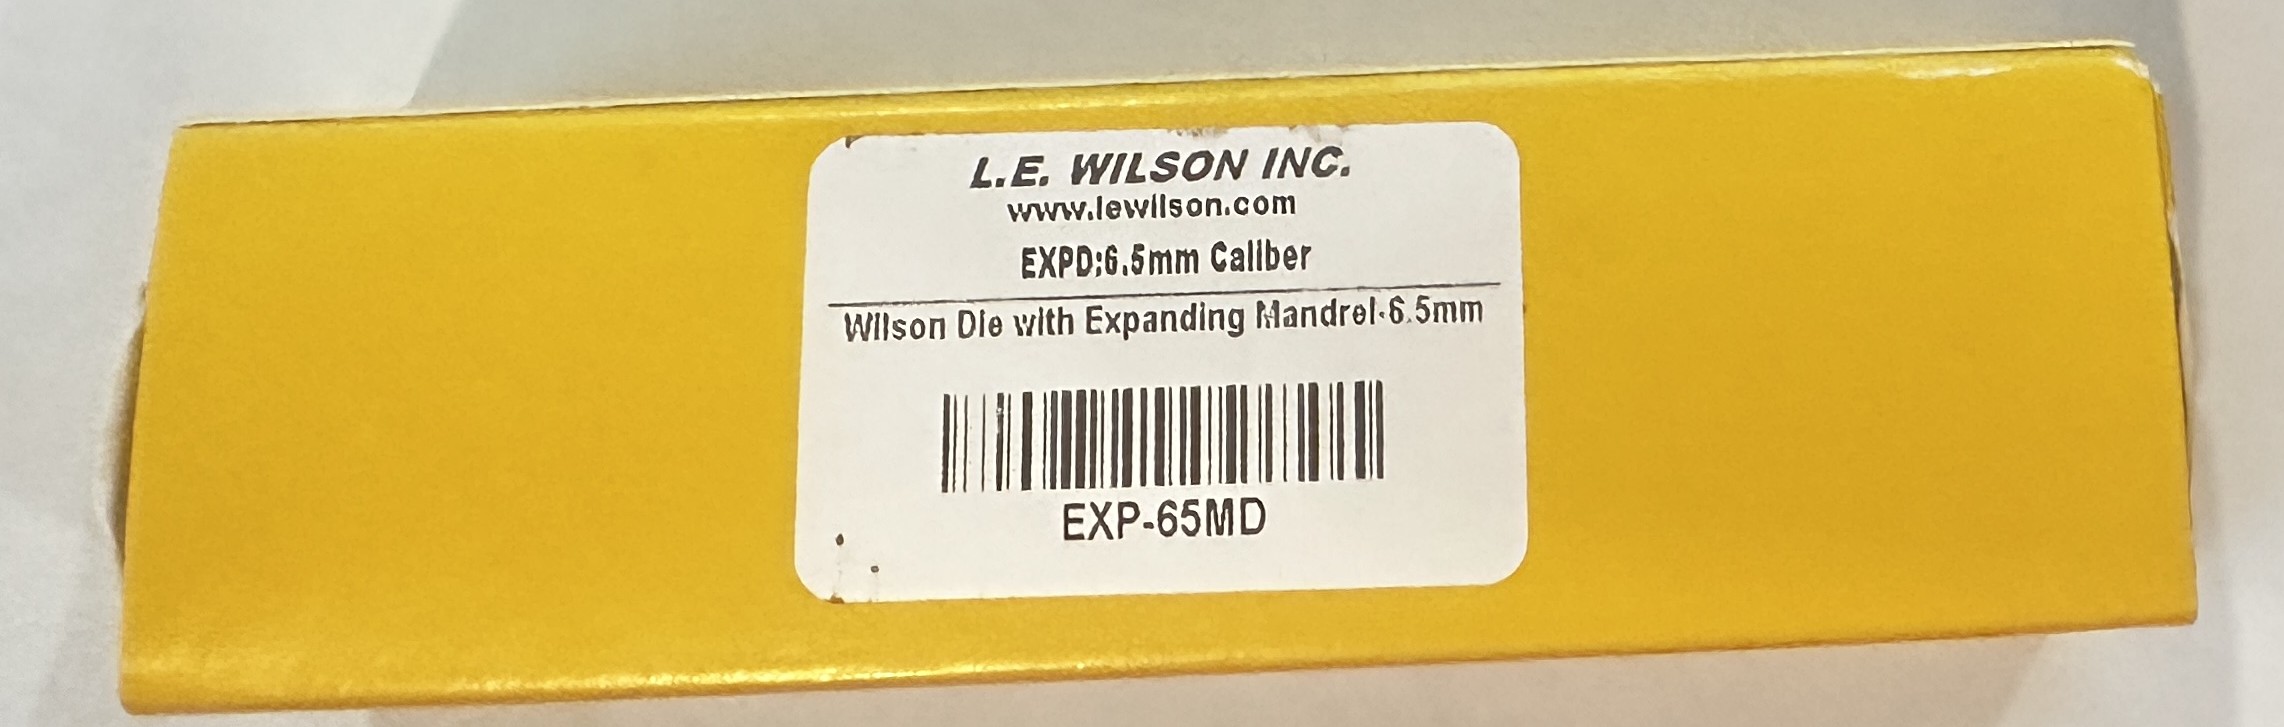 L.E. WILSON INC.
www.lewilson.com
EXPD;6.5mm Caliber
Wilson Die with Expanding Mandrel-6.5mm
EXP-65MD